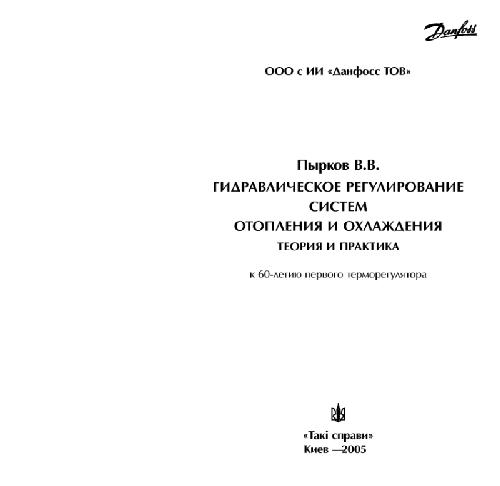 Danfoss
ООО с ИИ «Данфосс ТОВ»
Пырков В.В.
ГИДРАВЛИЧЕСКОЕ РЕГУЛИРОВАНИЕ
СИСТЕМ
ОТОПЛЕНИЯ И ОХЛАЖДЕНИЯ
ТЕОРИЯ И ПРАКТИКА
к 60-летию первого терморегулятора
«Такі справи»
Киев —2005